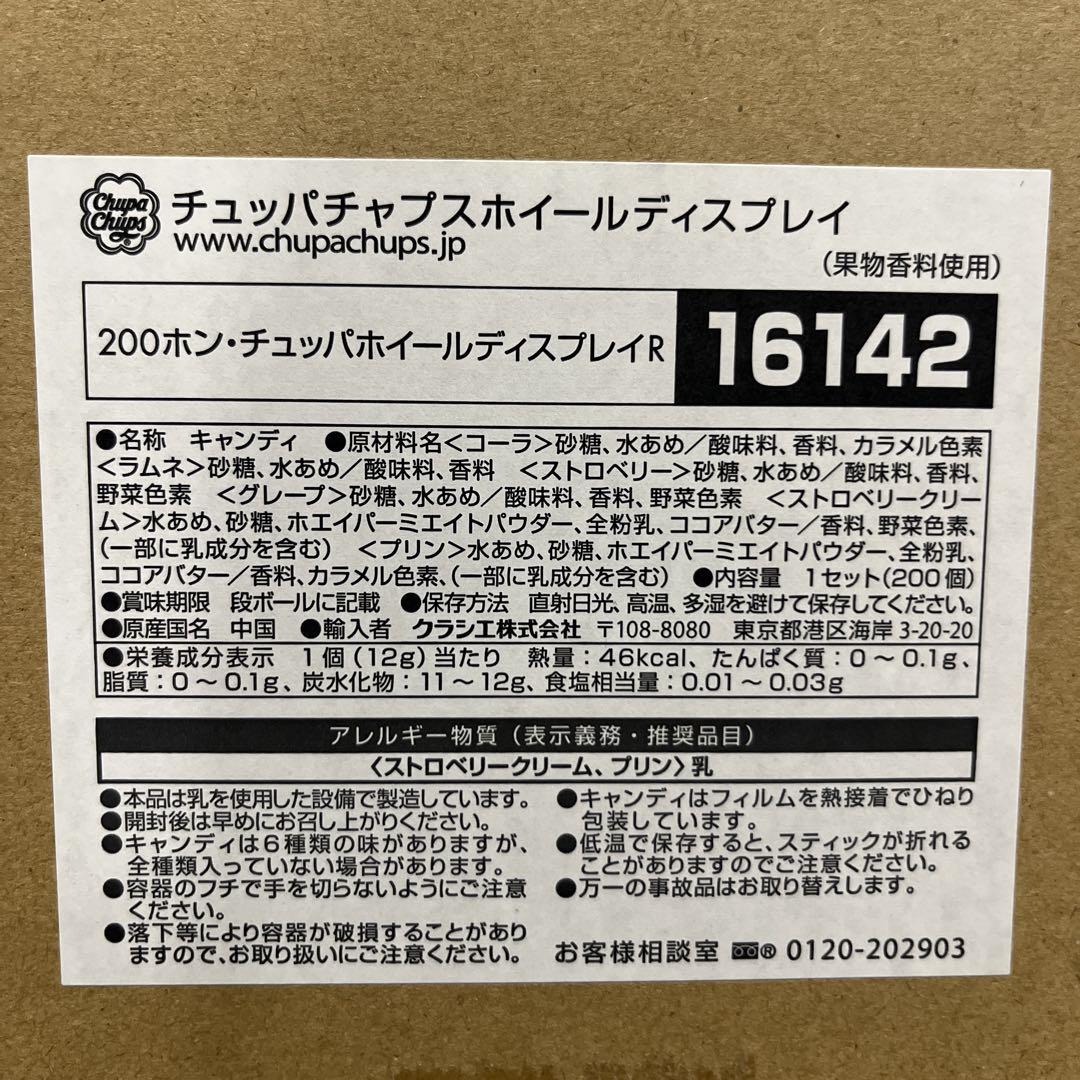 Chupa
Chups
チュッパチャプスホイールディスプレイ
www.chupachups.jp
(果物香料使用)
200ホン・チュッパホイールディスプレイR
16142
●名称 キャンディ ●原材料名<コーラ>砂糖、水あめ/酸味料、香料、カラメル色素
<ラムネ>砂糖、水あめ/酸味料、香料 <ストロベリー>砂糖、水あめ/酸味料、香料、
野菜色素 <グレープ>砂糖、水あめ/酸味料、香料、野菜色素 <ストロベリークリー
ム>水あめ、砂糖、ホエイパーミエイトパウダー、全粉乳、ココアバター/香料、野菜色素、
(一部に乳成分を含む) <プリン>水あめ、砂糖、ホエイパーミエイトパウダー、全粉乳、
ココアバター/香料、カラメル色素、(一部に乳成分を含む) ●内容量 1セット(200個)
●賞味期限 段ボールに記載 ●保存方法 直射日光、高温、多湿を避けて保存してください。
●原産国名 中国 ●輸入者 クラシエ株式会社 〒108-8080 東京都港区海岸3-20-20
●栄養成分表示 1個(12g)当たり 熱量:46kcal、たんぱく質:0~0.1g、
脂質:0~0.1g、炭水化物:11~12g、食塩相当量:0.01~0.03g
アレルギー物質(表示義務・推奨品目)
〈ストロベリークリーム、プリン〉乳
●本品は乳を使用した設備で製造しています。
●開封後は早めにお召し上がりください。
●キャンディは6種類の味がありますが、
全種類入っていない場合があります。
●容器のフチで手を切らないようにご注意
ください。
●落下等により容器が破損することがあり
ますので、お取り扱いにご注意ください。
●キャンディはフィルムを熱接着でひねり
包装しています。
●低温で保存すると、スティックが折れる
ことがありますのでご注意ください。
●万一の事故品はお取り替えします。
お客様相談室 ® 0120-202903